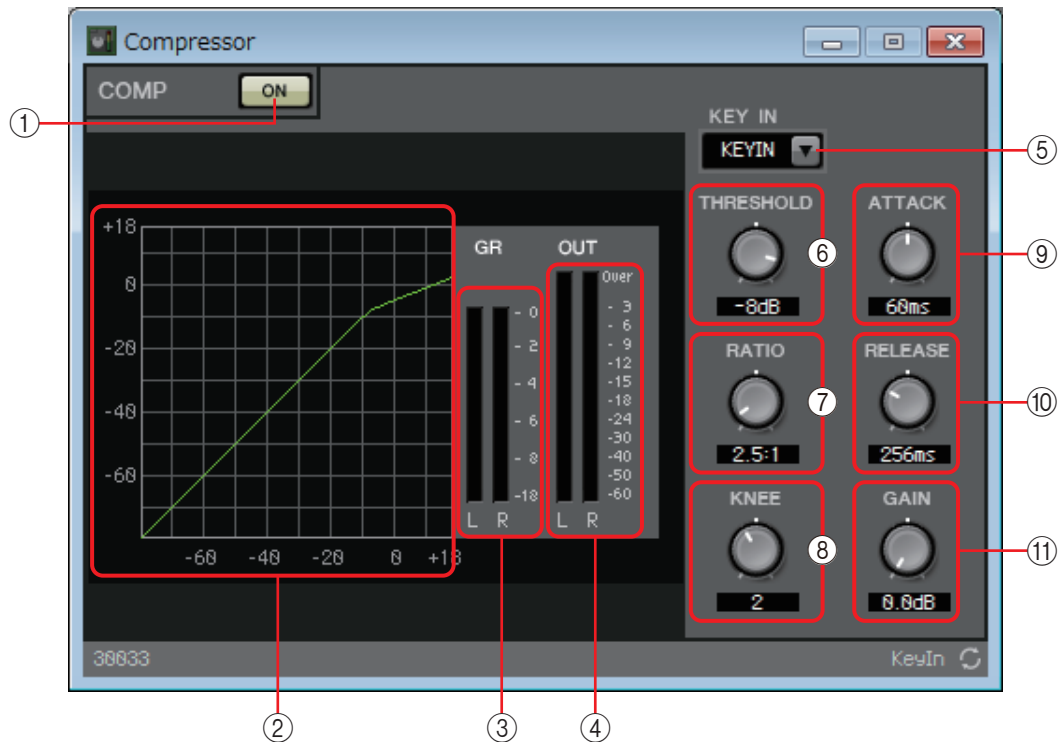 Compressor
COMP
ON
①
KEY IN
KEYIN
⑤
THRESHOLD
ATTACK
⑥
⑨
-8dB
60ms
RATIO
RELEASE
⑦
⑩
2.5:1
256ms
KNEE
GAIN
⑧
⑪
2
0.0dB
+18
0
-20
-40
-60
-60 -40 -20 0 +18
GR
- 0
- 2
- 4
- 6
- 8
-18
L R
OUT
Over
- 3
- 6
- 9
-12
-15
-18
-24
-30
-40
-50
-60
L R
30033
KeyIn
②
③
④